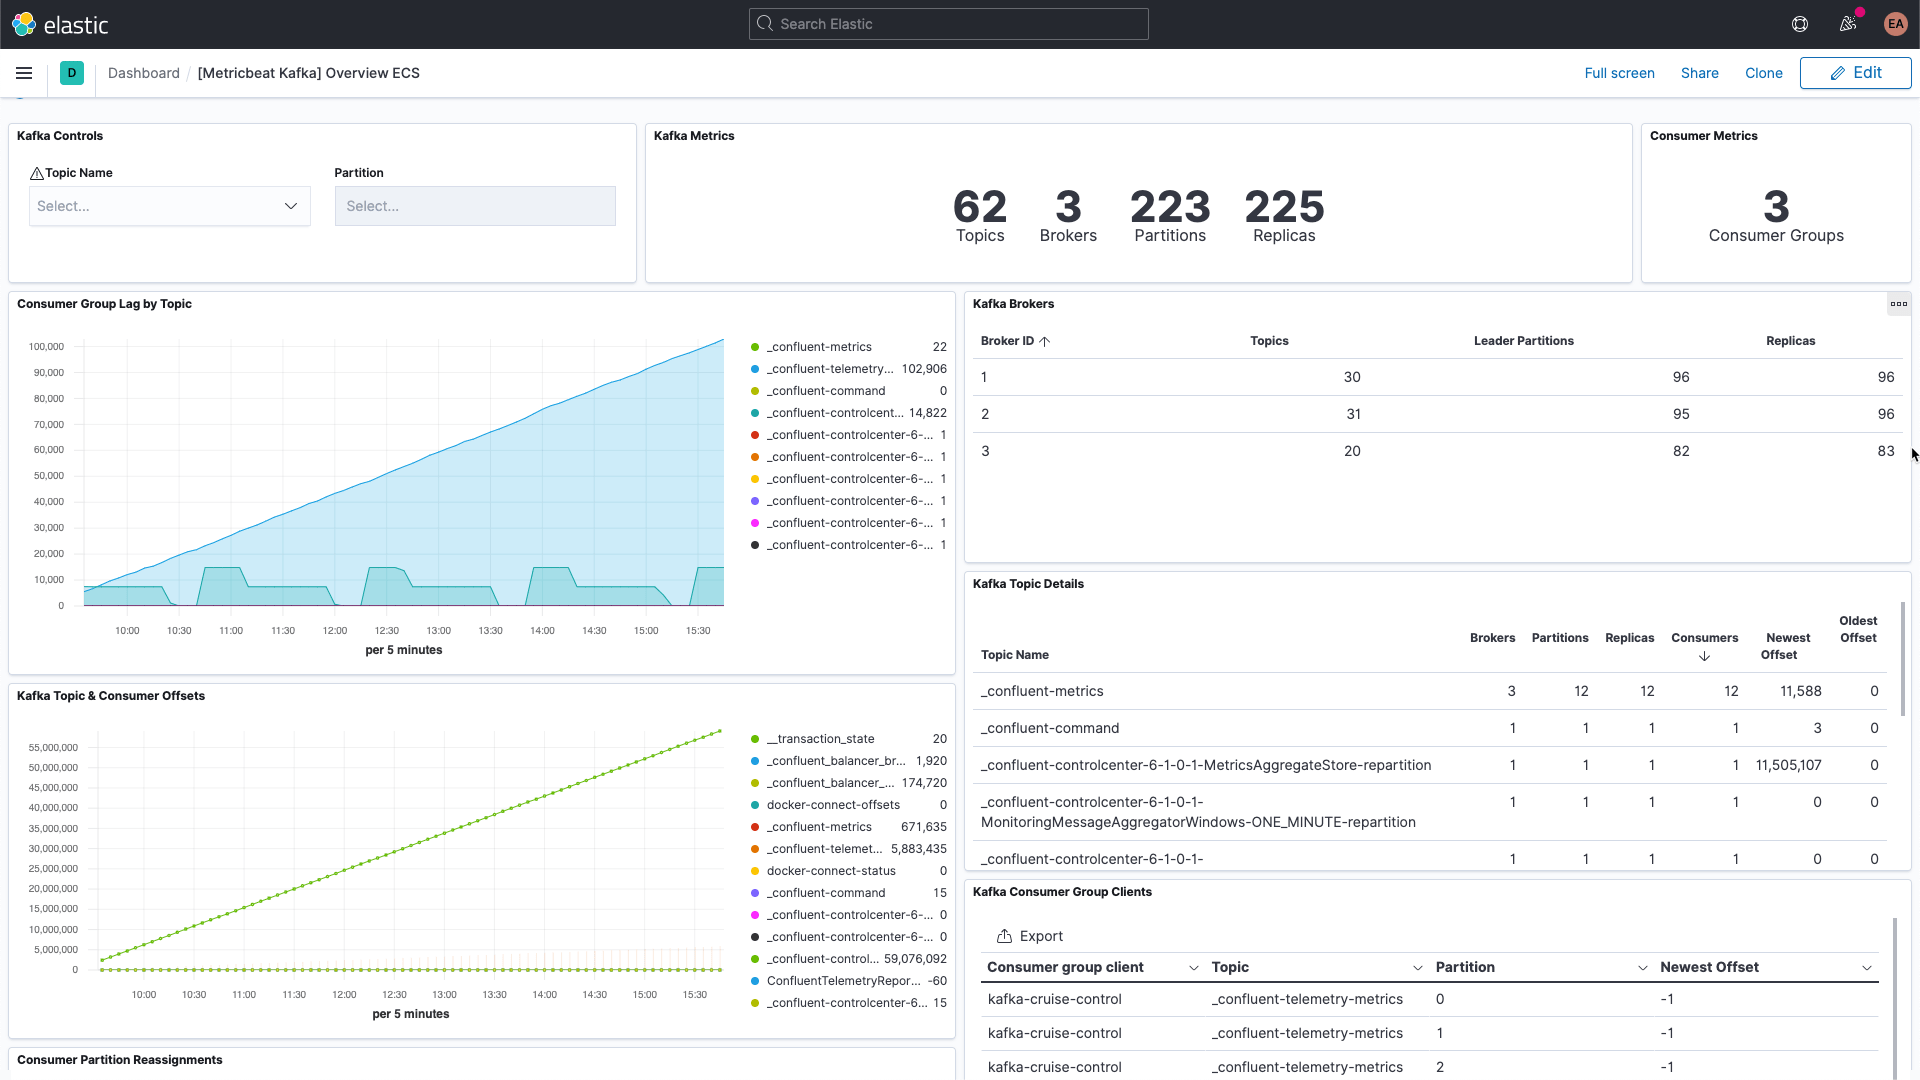 elastic
Search Elastic
EA
D
Dashboard / [Metricbeat Kafka] Overview ECS
Full screen
Share
Clone
Edit
Kafka Controls
Topic Name
Select...
Partition
Select...
Kafka Metrics
62 3 223 225
Topics Brokers Partitions Replicas
Consumer Metrics
3
Consumer Groups
Consumer Group Lag by Topic
100,000
90,000
80,000
70,000
60,000
50,000
40,000
30,000
20,000
10,000
0
10:00 10:30 11:00 11:30 12:00 12:30 13:00 13:30 14:00 14:30 15:00 15:30
per 5 minutes
_confluent-metrics 22
_confluent-telemetry... 102,906
_confluent-command 0
_confluent-controlcent... 14,822
_confluent-controlcenter-6-... 1
_confluent-controlcenter-6-... 1
_confluent-controlcenter-6-... 1
_confluent-controlcenter-6-... 1
_confluent-controlcenter-6-... 1
_confluent-controlcenter-6-... 1
Kafka Brokers
Broker ID Topics Leader Partitions Replicas
1 30 96 96
2 31 95 96
3 20 82 83
Kafka Topic & Consumer Offsets
55,000,000
50,000,000
45,000,000
40,000,000
35,000,000
30,000,000
25,000,000
20,000,000
15,000,000
10,000,000
5,000,000
0
10:00 10:30 11:00 11:30 12:00 12:30 13:00 13:30 14:00 14:30 15:00 15:30
per 5 minutes
__transaction_state 20
_confluent_balancer_br... 1,920
_confluent_balancer_... 174,720
docker-connect-offsets 0
_confluent-metrics 671,635
_confluent-telemet... 5,883,435
docker-connect-status 0
_confluent-command 15
_confluent-controlcenter-6-... 0
_confluent-controlcenter-6-... 0
_confluent-control... 59,076,092
ConfluentTelemetryRepor... -60
_confluent-controlcenter-6... 15
Kafka Topic Details
Topic Name Brokers Partitions Replicas Consumers Newest Offset Oldest Offset
_confluent-metrics 3 12 12 12 11,588 0
_confluent-command 1 1 1 1 3 0
_confluent-controlcenter-6-1-0-1-MetricsAggregateStore-repartition 1 1 1 1 11,505,107 0
_confluent-controlcenter-6-1-0-1- 1 1 1 1 0 0
MonitoringMessageAggregatorWindows-ONE_MINUTE-repartition
_confluent-controlcenter-6-1-0-1- 1 1 1 1 0 0
Kafka Consumer Group Clients
Export
Consumer group client Topic Partition Newest Offset
kafka-cruise-control _confluent-telemetry-metrics 0 -1
kafka-cruise-control _confluent-telemetry-metrics 1 -1
kafka-cruise-control _confluent-telemetry-metrics 2 -1
Consumer Partition Reassignments